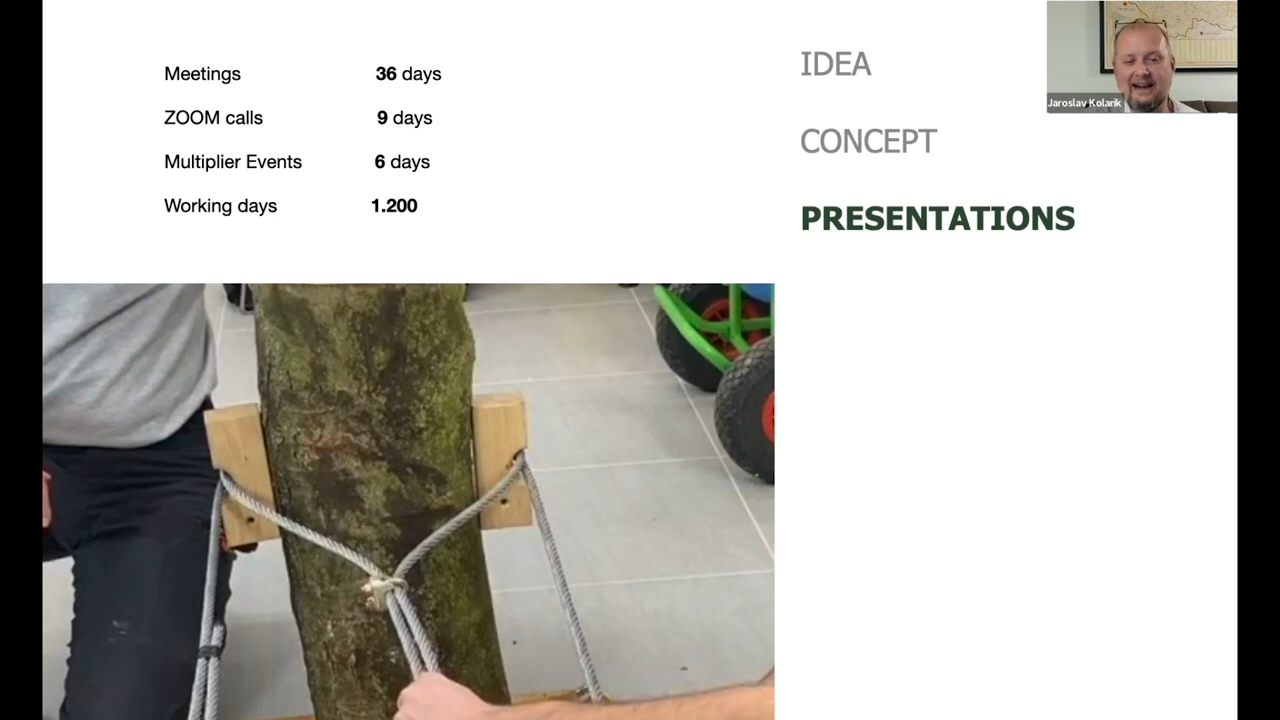 Meetings 36 days
ZOOM calls 9 days
Multiplier Events 6 days
Working days 1.200
IDEA
CONCEPT
PRESENTATIONS
Jaroslav Kolarik